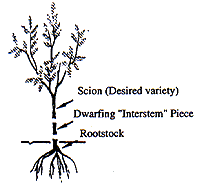 Scion (Desired variety)
Dwarfing "Interstem" Piece
Rootstock